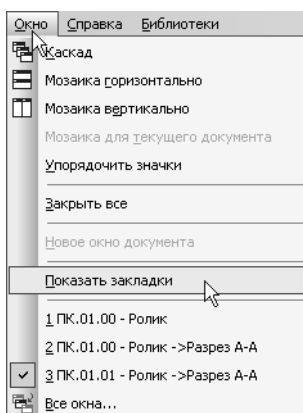 Окно Справка Библиотеки
Каскад
Мозаика горизонтально
Мозаика вертикально
Мозаика для текущего документа
Упорядочить значки
Закрыть все
Новое окно документа
Показать закладки
1 ПК.01.00 - Ролик
2 ПК.01.00 - Ролик ->Разрез А-А
3 ПК.01.01 - Ролик ->Разрез А-А
Все окна...